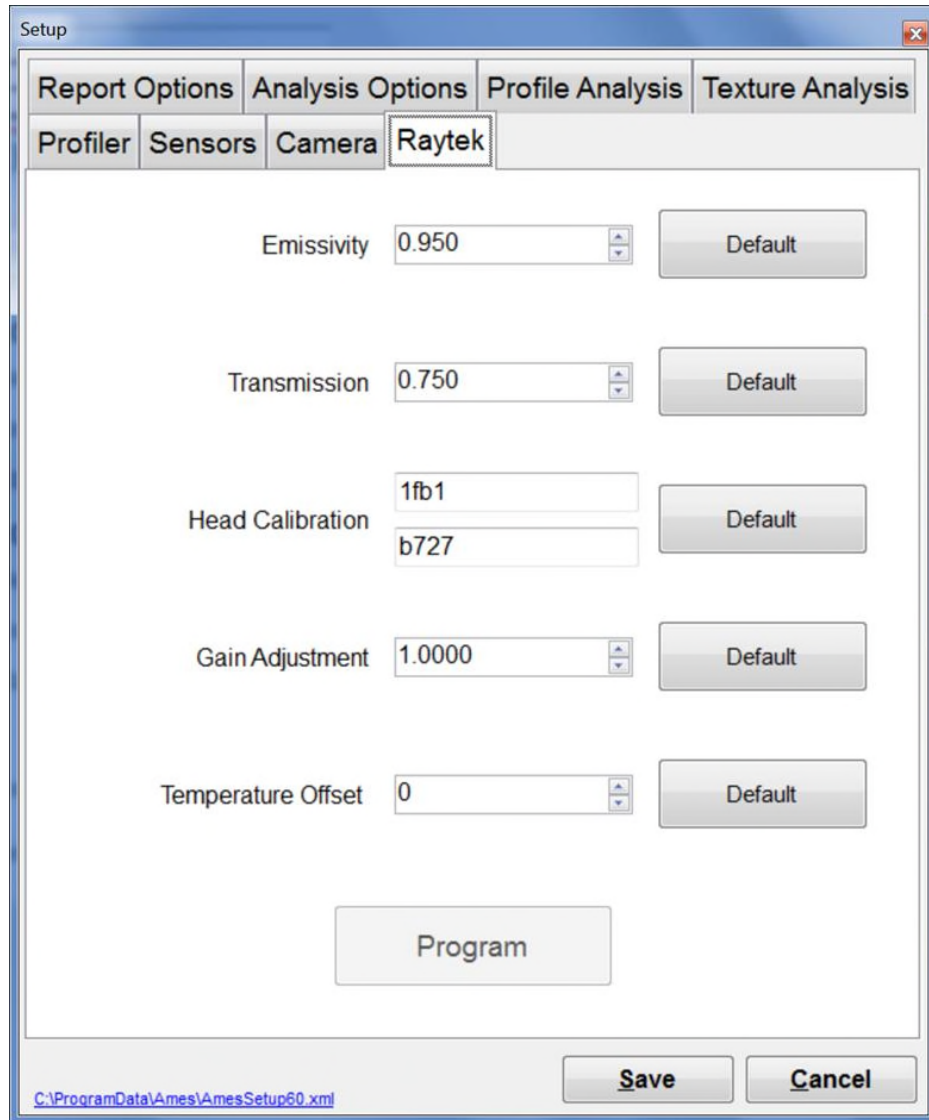 Setup
Report Options Analysis Options Profile Analysis Texture Analysis
Profiler Sensors Camera Raytek
Emissivity 0.950 Default
Transmission 0.750 Default
1fb1
Head Calibration Default
b727
Gain Adjustment 1.0000 Default
Temperature Offset 0 Default
Program
C:\ProgramData\Ames\AmesSetup60.xml Save Cancel